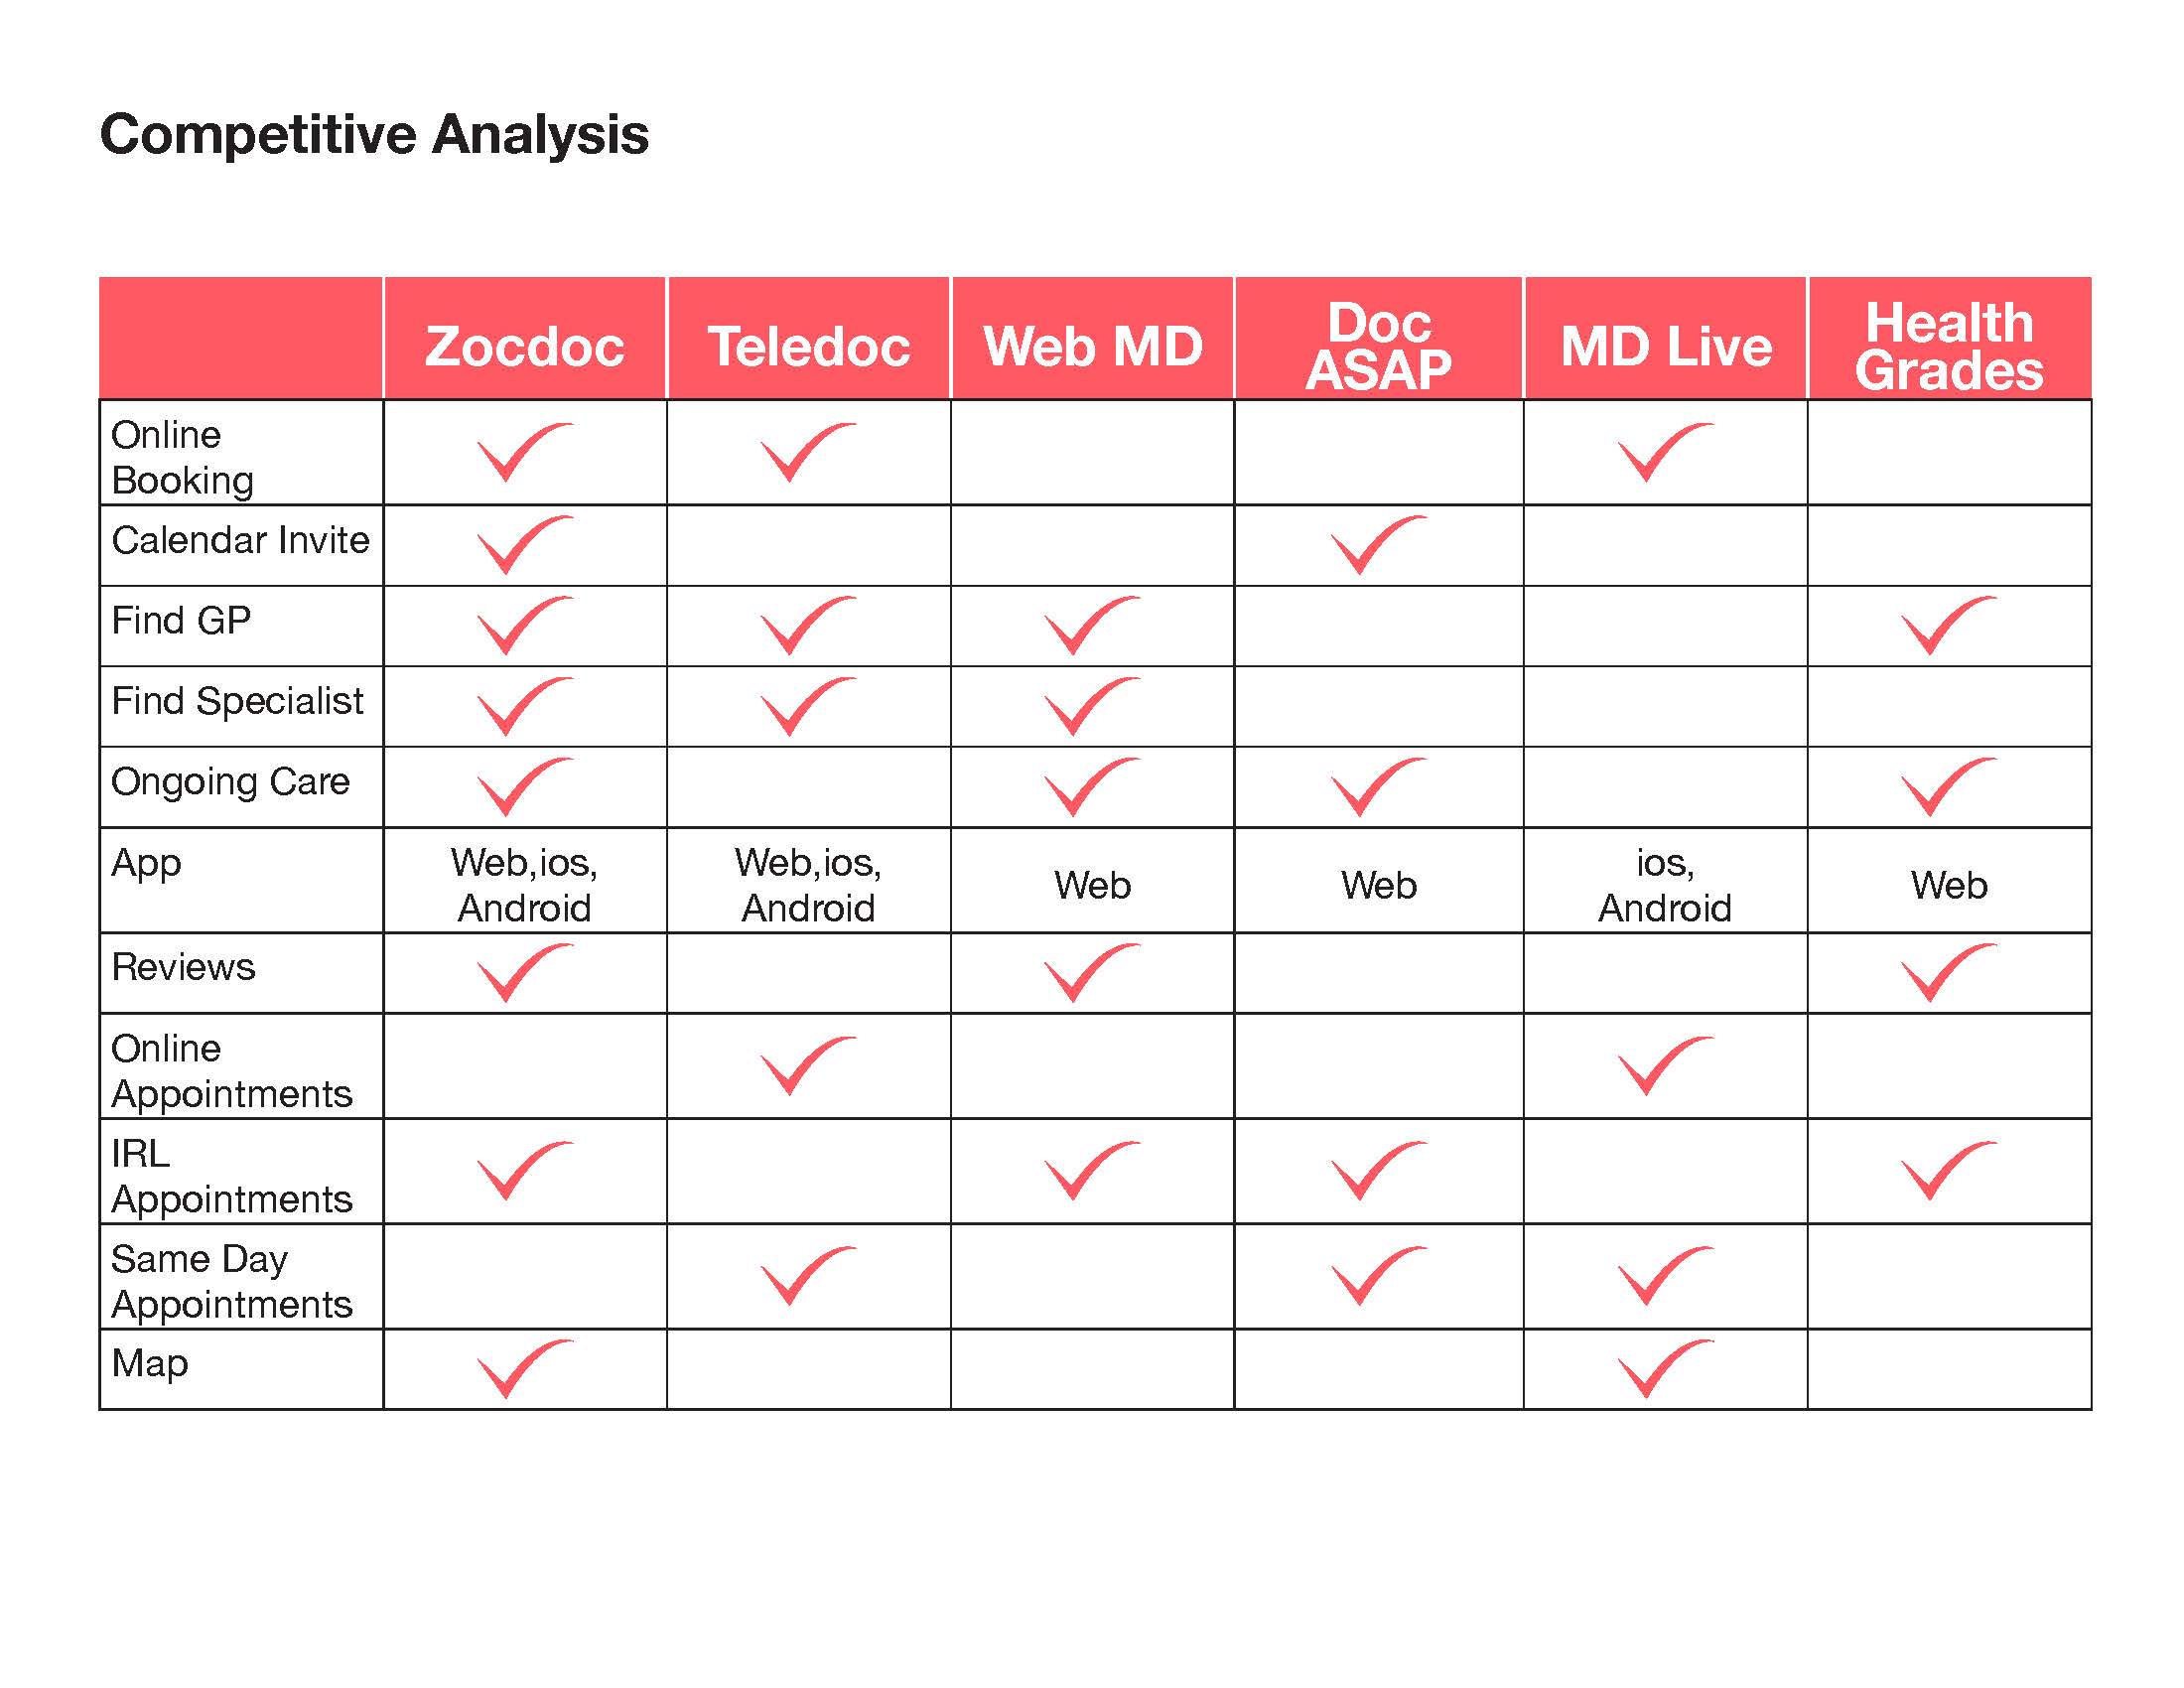 Competitive Analysis
Zocdoc
Teledoc
Web MD
Doc
ASAP
MD Live
Health
Grades
Online
Booking
Calendar Invite
Find GP
Find Specialist
Ongoing Care
App
Web,ios,
Android
Web,ios,
Android
Web
Web
ios,
Android
Web
Reviews
Online
Appointments
IRL
Appointments
Same Day
Appointments
Map